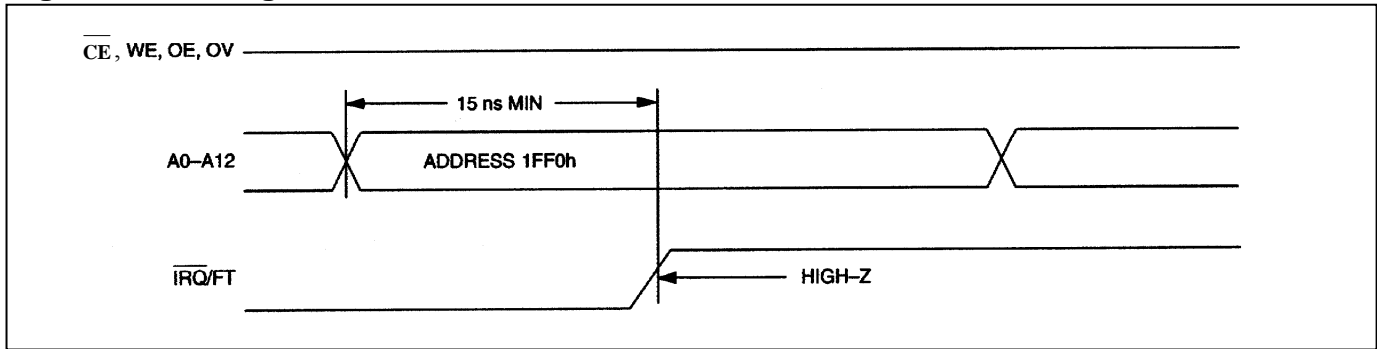 CE, WE, OE, OV
15 ns MIN
A0–A12
ADDRESS 1FF0h
IRQ/FT
HIGH–Z